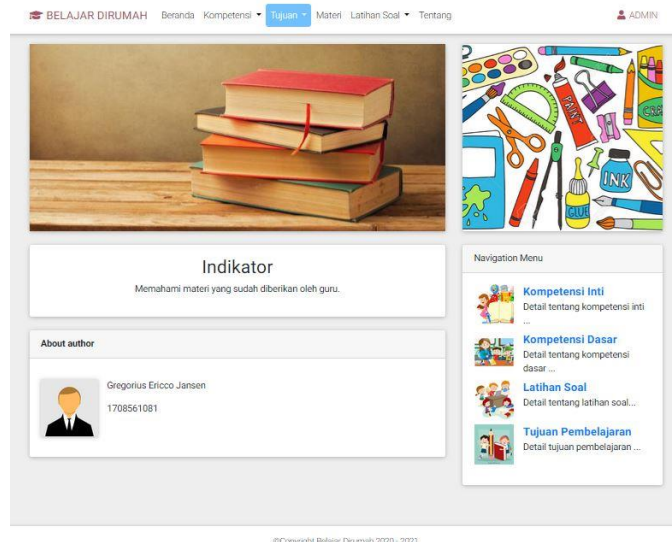 BELAJAR DIRUMAH Beranda Kompetensi Tujuan Materi Latihan Soal Tentang ADMIN
PAINT
CRA
INK
GLUE
Indikator
Memahami materi yang sudah diberikan oleh guru.
About author
Gregorius Ericco Jansen
1708561081
Navigation Menu
Kompetensi Inti
Detail tentang kompetensi inti
...
Kompetensi Dasar
Detail tentang kompetensi
dasar ...
Latihan Soal
Detail tentang latihan soal...
Tujuan Pembelajaran
Detail tujuan pembelajaran ...
©Copyright Belajar Dirumah 2020 - 2021